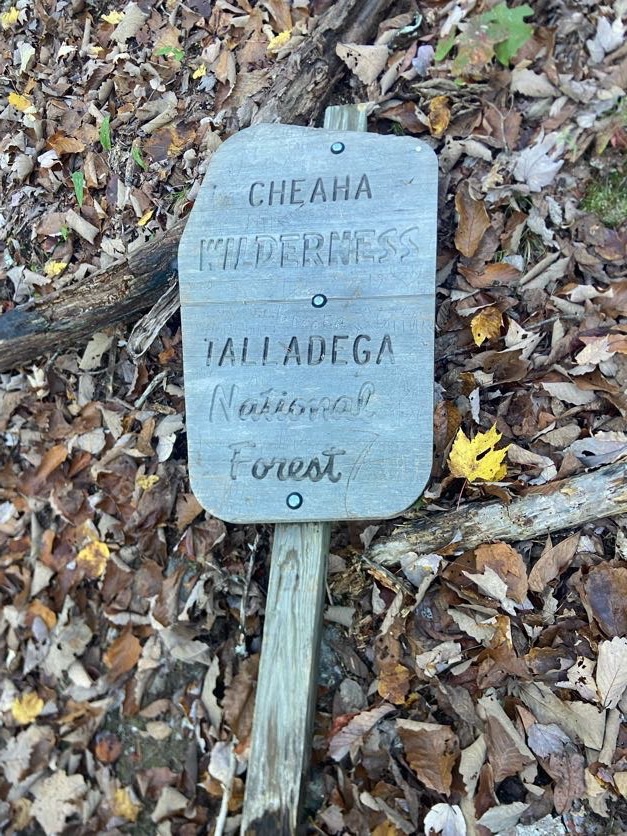 CHEAHA
WILDERNESS
TALLADEGA
National
Forest